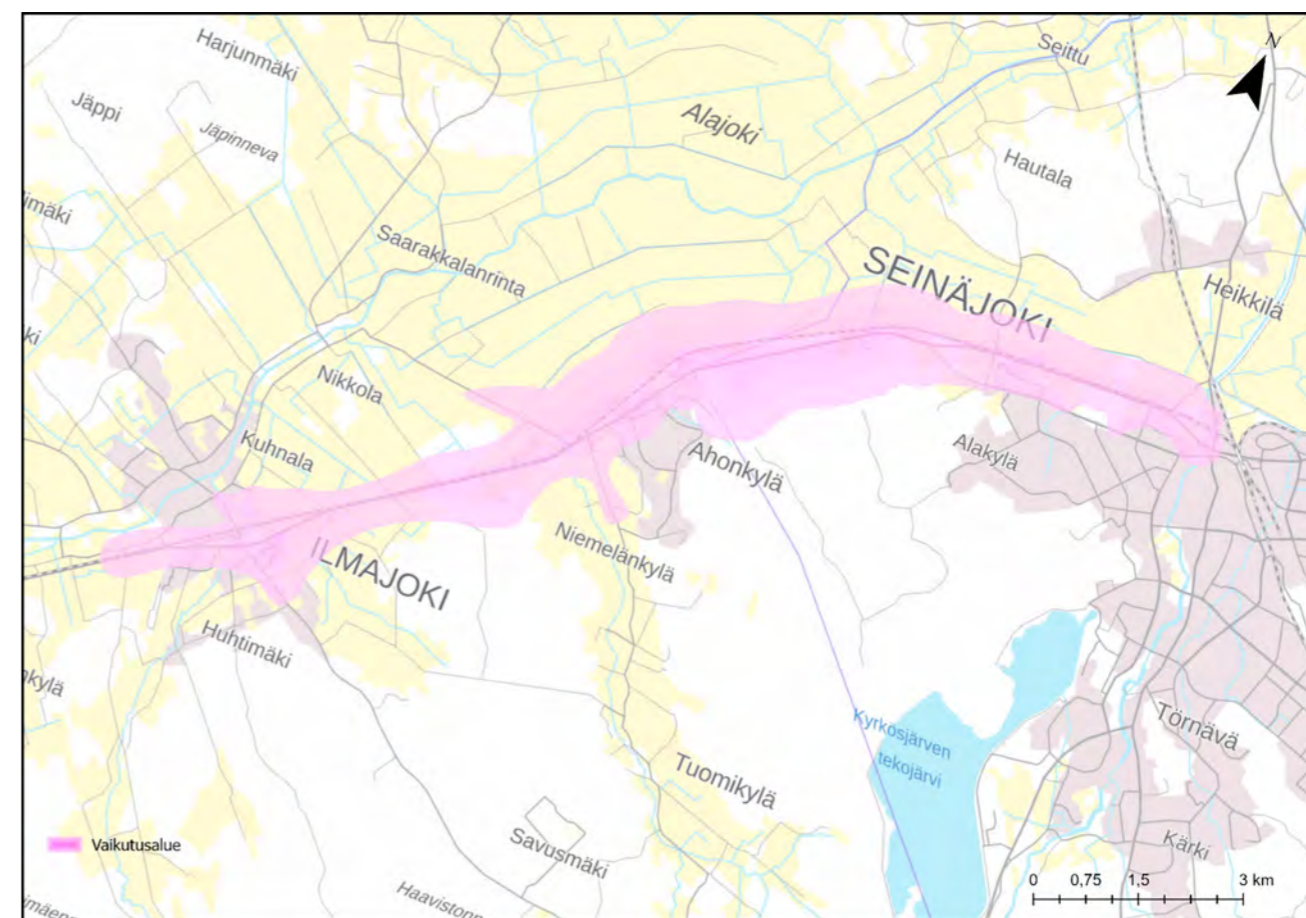 Harjunmäki
Seittu
N
Jäppi
Jäpinneva
Alajoki
Hautala
Saarakkalanrinta
SEINÄJOKI
Heikkilä
Nikkola
Kuhnala
Ahonkylä
Alakylä
ILMAJOKI
Niemelänkylä
Huhtimäki
Kyrkosjärven
tekojärvi
Törnävä
Tuomikylä
Savusmäki
Kärki
Vaikutusalue
0 0,75 1,5 3 km